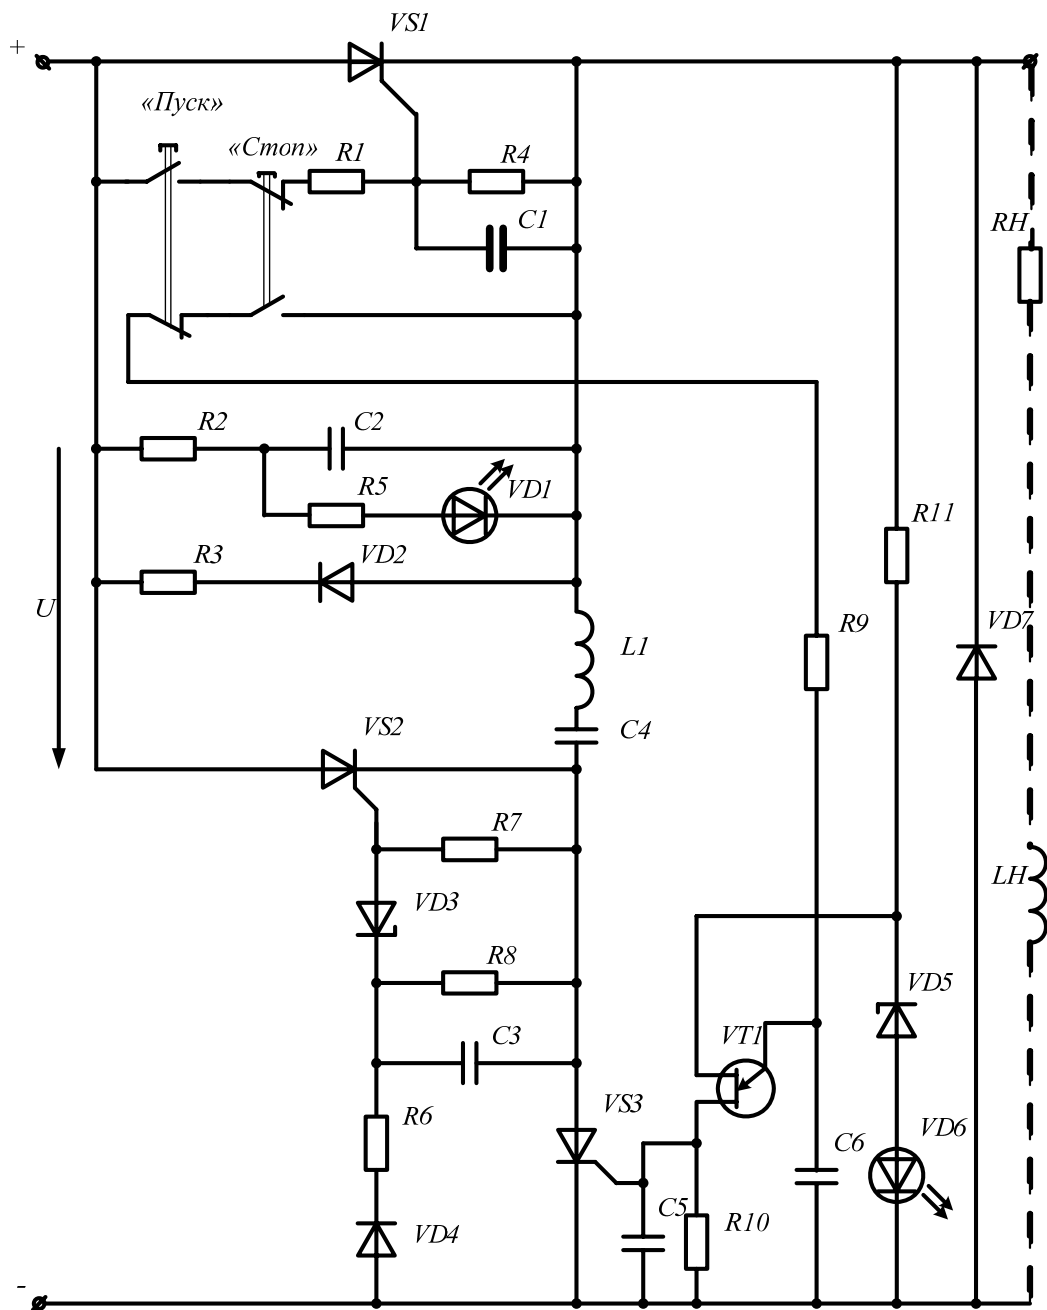 VS1
+
«Пуск»
«Стоп»
R1
R4
C1
RH
R2
C2
R5
VD1
R11
R3
VD2
U
R9
VD7
L1
VS2
C4
R7
VD3
LH
R8
VD5
C3
VT1
VS3
R6
VD6
C6
C5
R10
VD4
-